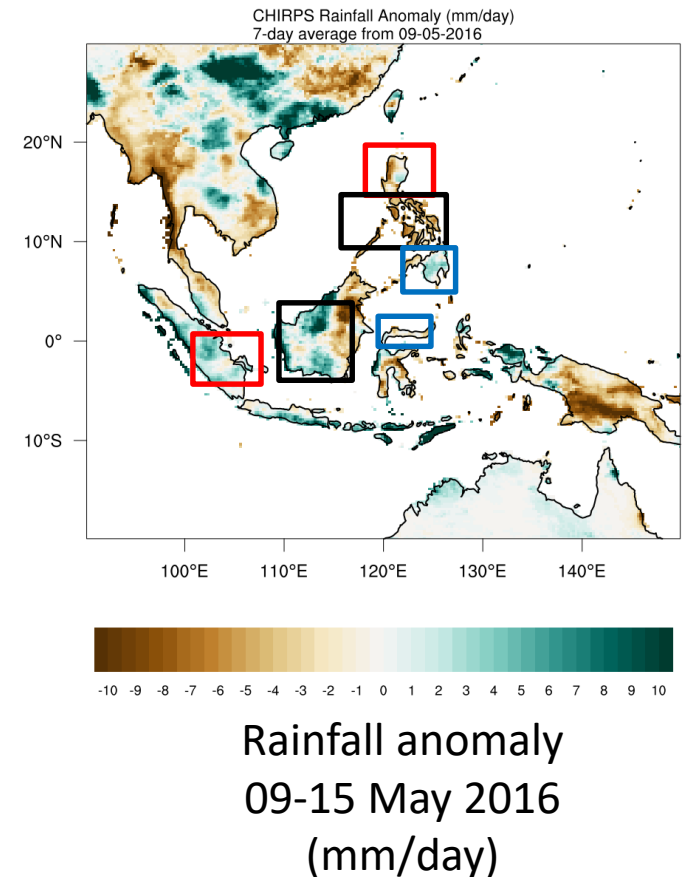 CHIRPS Rainfall Anomaly (mm/day)
7-day average from 09-05-2016
20°N
10°N
0°
10°S
100°E 110°E 120°E 130°E 140°E
-10 -9 -8 -7 -6 -5 -4 -3 -2 -1 0 1 2 3 4 5 6 7 8 9 10
Rainfall anomaly
09-15 May 2016
(mm/day)